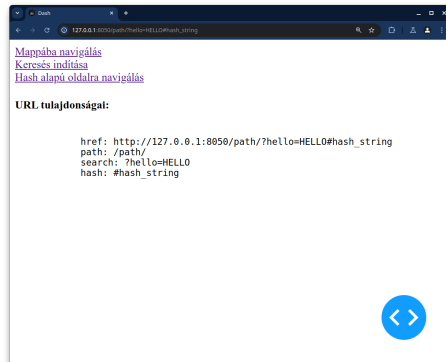 Dash
127.0.0.1:8050/path/?hello=HELLO#hash_string
Mappába navigálás
Keresés indítása
Hash alapú oldalra navigálás
URL tulajdonságai:
href: http://127.0.0.1:8050/path/?hello=HELLO#hash_string
path: /path/
search: ?hello=HELLO
hash: #hash_string